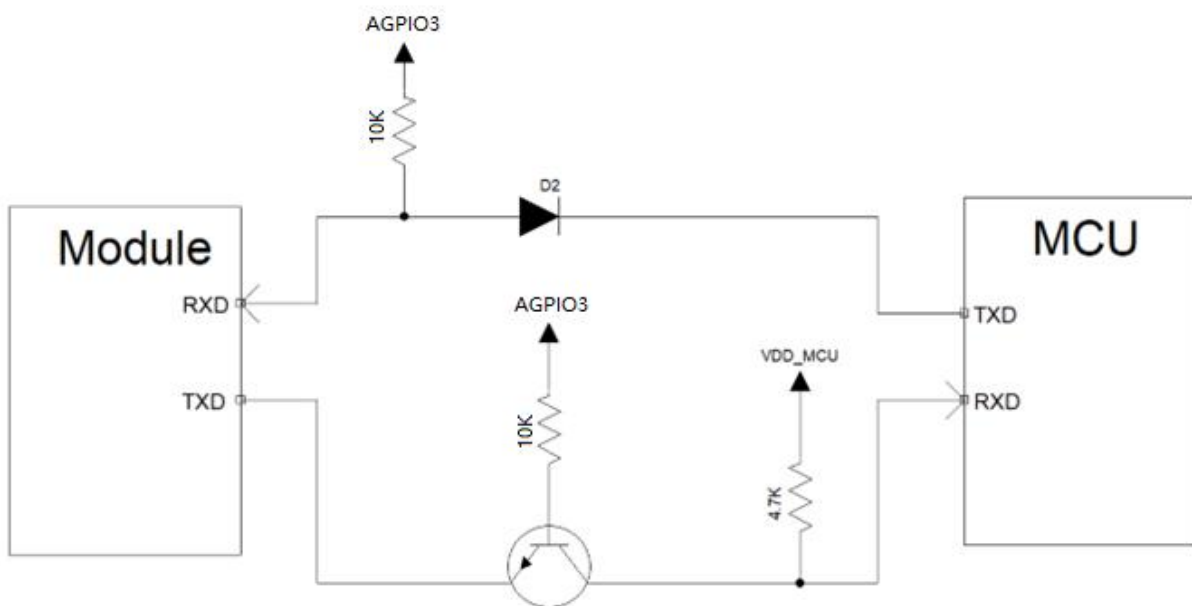 AGPIO3
10K
D2
Module
MCU
RXD
AGPIO3
TXD
VDD_MCU
TXD
RXD
10K
4.7K